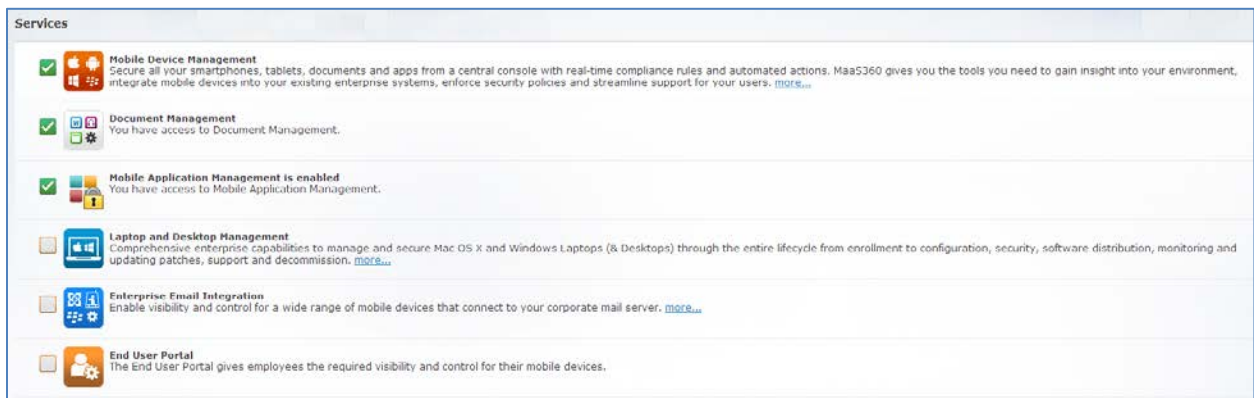 Services
Mobile Device Management
Secure all your smartphones, tablets, documents and apps from a central console with real-time compliance rules and automated actions. MaaS360 gives you the tools you need to gain insight into your environment,
integrate mobile devices into your existing enterprise systems, enforce security policies and streamline support for your users. more...
Document Management
You have access to Document Management.
Mobile Application Management is enabled
You have access to Mobile Application Management.
Laptop and Desktop Management
Comprehensive enterprise capabilities to manage and secure Mac OS X and Windows Laptops (& Desktops) through the entire lifecycle from enrollment to configuration, security, software distribution, monitoring and
updating patches, support and decommission. more...
Enterprise Email Integration
Enable visibility and control for a wide range of mobile devices that connect to your corporate mail server. more...
End User Portal
The End User Portal gives employees the required visibility and control for their mobile devices.